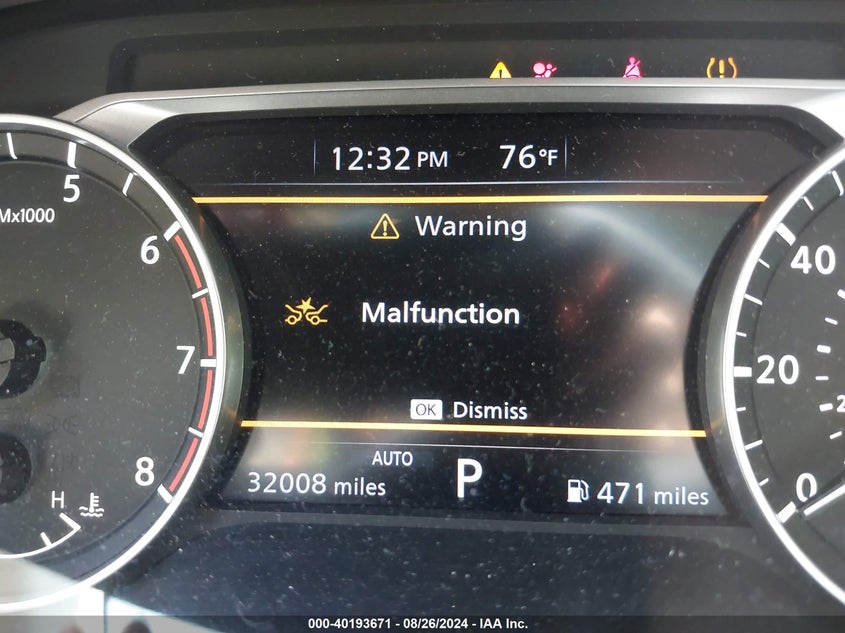 12:32 PM 76°F
5
Mx1000
Warning
6
40
Malfunction
7
20
OK Dismiss
AUTO
8
32008 miles P 471 miles
H
0
000-40193671 - 08/26/2024 - IAA Inc.